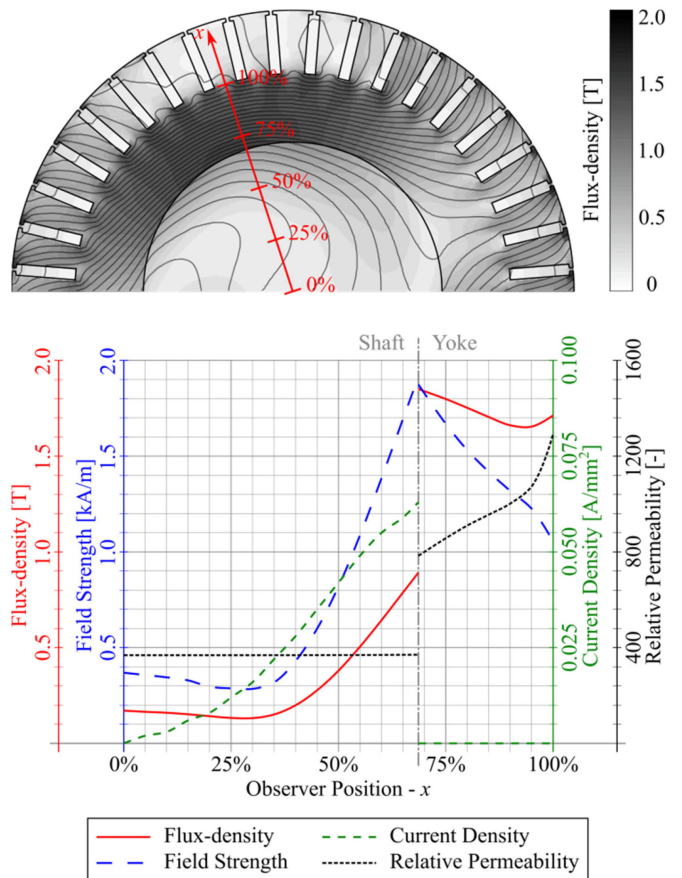 x
100%
75%
50%
25%
0%
Flux-density [T]
2.0
1.5
1.0
0.5
0
Shaft Yoke
Flux-density [T]
2.0
1.5
1.0
0.5
Field Strength [kA/m]
2.0
1.5
1.0
0.5
0.100
0.075
0.050
0.025
Current Density [A/mm²]
1600
1200
800
400
Relative Permeability [-]
0% 25% 50% 75% 100%
Observer Position - x
Flux-density Current Density
Field Strength Relative Permeability